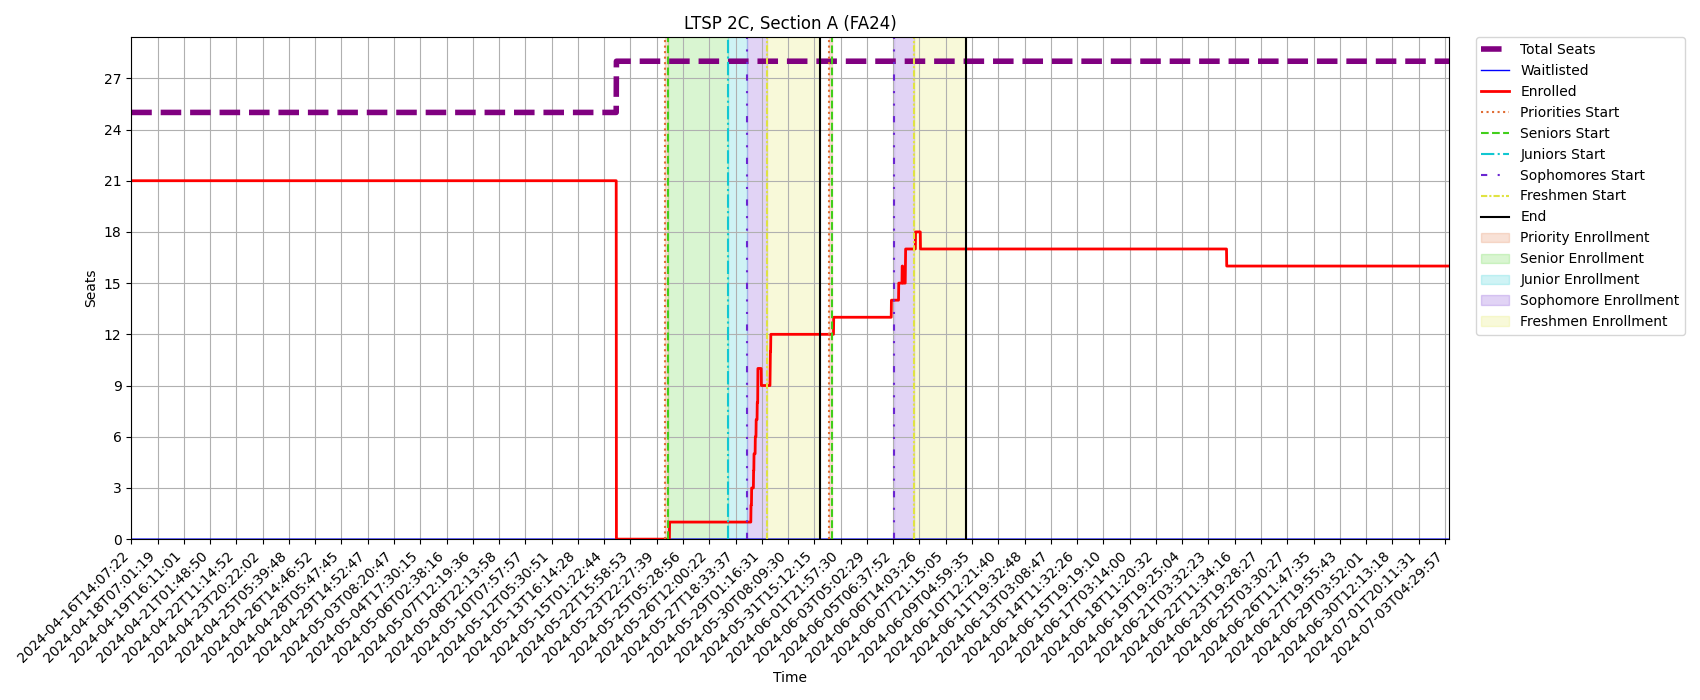 LTSP 2C, Section A (FA24)
Seats
27
24
21
18
15
12
9
6
3
0
2024-04-16T14:07:22
2024-04-18T07:01:19
2024-04-19T16:11:01
2024-04-21T01:48:50
2024-04-22T11:14:52
2024-04-23T20:22:02
2024-04-25T05:39:48
2024-04-26T14:46:52
2024-04-28T05:47:45
2024-04-29T14:52:47
2024-05-03T08:20:47
2024-05-04T17:30:15
2024-05-06T02:38:16
2024-05-07T12:19:36
2024-05-08T22:13:58
2024-05-10T07:57:57
2024-05-12T05:30:51
2024-05-13T16:14:28
2024-05-15T01:22:44
2024-05-22T15:58:53
2024-05-23T22:27:39
2024-05-25T05:28:56
2024-05-26T12:00:22
2024-05-27T18:33:37
2024-05-29T01:16:31
2024-05-30T08:09:30
2024-05-31T15:12:15
2024-06-01T21:57:30
2024-06-03T05:02:29
2024-06-05T06:37:52
2024-06-06T14:03:26
2024-06-07T21:15:05
2024-06-09T04:59:35
2024-06-10T12:21:40
2024-06-11T19:32:48
2024-06-13T03:08:47
2024-06-14T11:32:26
2024-06-15T19:19:10
2024-06-17T03:14:00
2024-06-18T11:20:32
2024-06-19T19:25:04
2024-06-21T03:32:23
2024-06-22T11:34:16
2024-06-23T19:28:27
2024-06-25T03:30:27
2024-06-26T11:47:35
2024-06-27T19:55:43
2024-06-29T03:52:01
2024-06-30T12:13:18
2024-07-01T20:11:31
2024-07-03T04:29:57
Time
Total Seats
Waitlisted
Enrolled
Priorities Start
Seniors Start
Juniors Start
Sophomores Start
Freshmen Start
End
Priority Enrollment
Senior Enrollment
Junior Enrollment
Sophomore Enrollment
Freshmen Enrollment